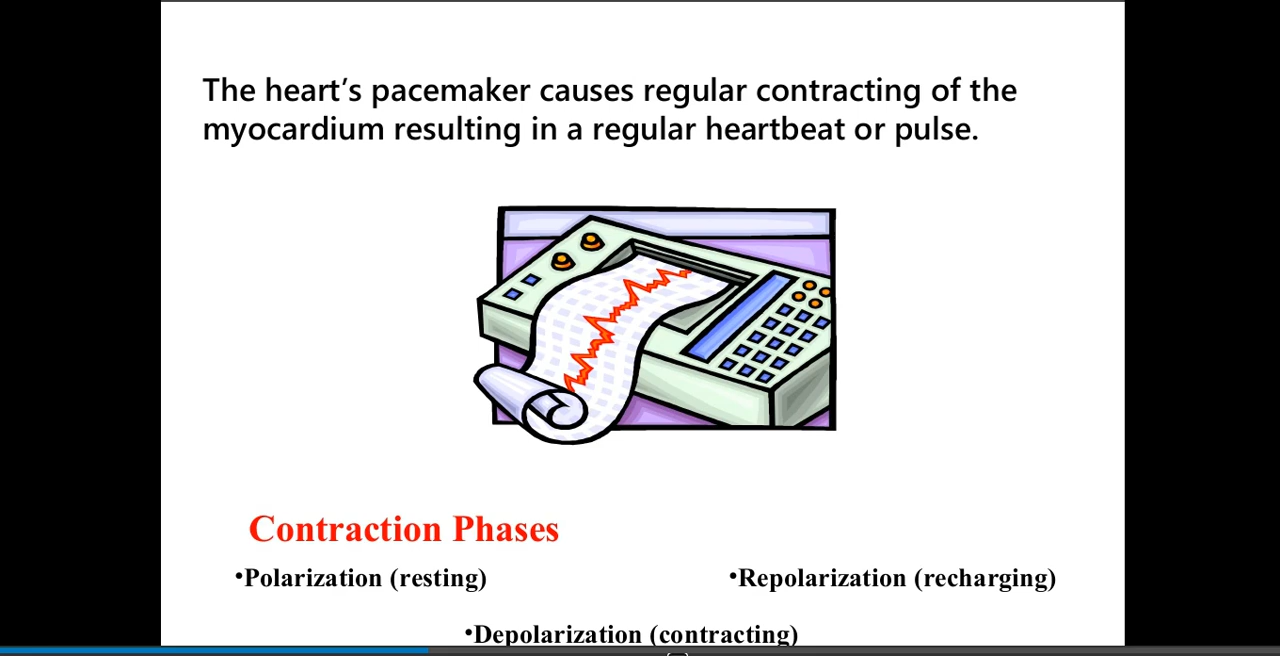 The heart’s pacemaker causes regular contracting of the
myocardium resulting in a regular heartbeat or pulse.
Contraction Phases
•Polarization (resting)
•Repolarization (recharging)
•Depolarization (contracting)